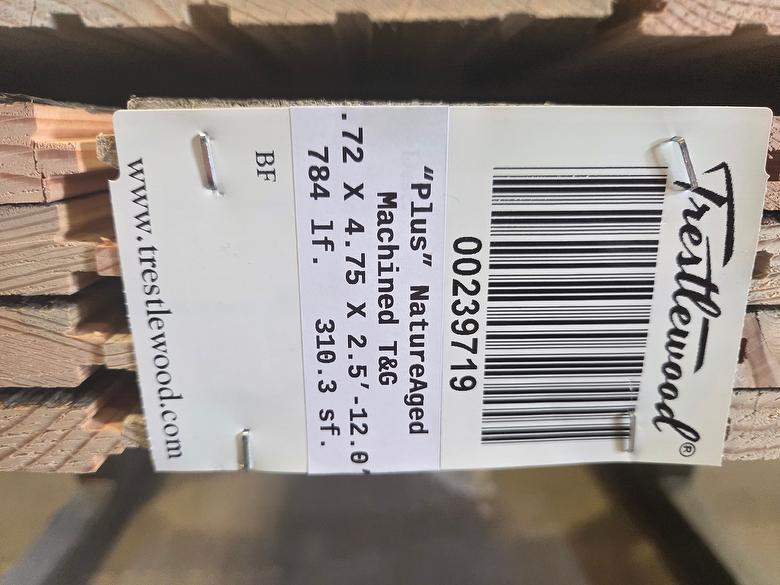 Trestlewood®
00239719
"Plus" NatureAged
Machined T&G
.72 X 4.75 X 2.5'-12.0'
784 lf. 310.3 sf.
BF
www.trestlewood.com